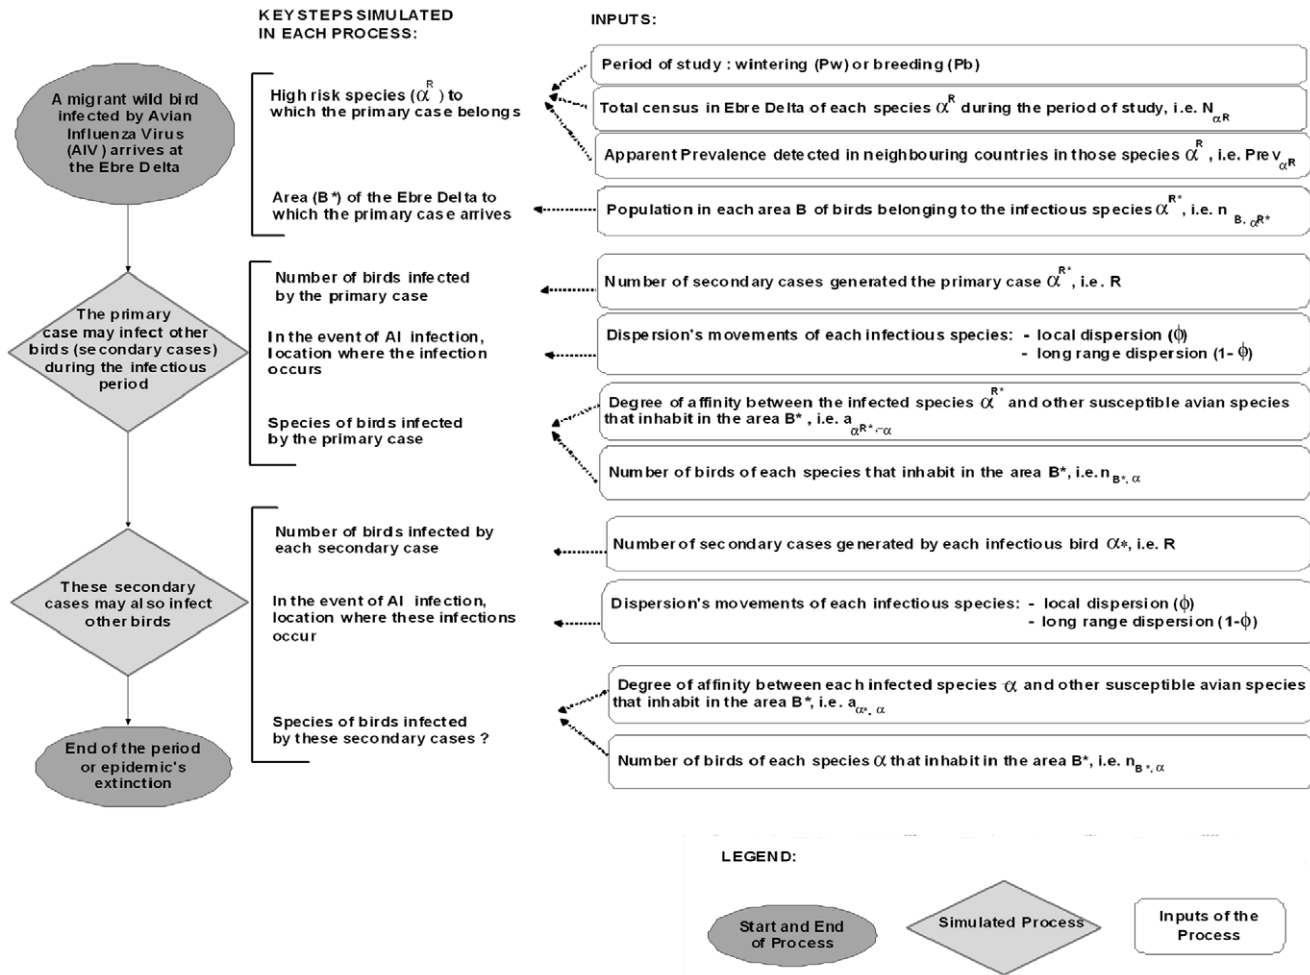 KEY STEPS SIMULATED
IN EACH PROCESS:
INPUTS:
A migrant wild bird
infected by Avian
Influenza Virus
(AIV) arrives at
the Ebre Delta
High risk species (α^R) to
which the primary case belongs
Period of study : wintering (Pw) or breeding (Pb)
Total census in Ebre Delta of each species α^R during the period of study, i.e. N_αR
Apparent Prevalence detected in neighbouring countries in those species α^R, i.e. Prev_αR
Area (B*) of the Ebre Delta to
which the primary case arrives
Population in each area B of birds belonging to the infectious species α^R*, i.e. n_B, αR*
The primary
case may infect other
birds (secondary cases)
during the infectious
period
Number of birds infected
by the primary case
Number of secondary cases generated the primary case α^R*, i.e. R
In the event of AI infection,
location where the infection
occurs
Dispersion's movements of each infectious species: - local dispersion (ϕ)
- long range dispersion (1- ϕ)
Species of birds infected
by the primary case
Degree of affinity between the infected species α^R* and other susceptible avian species
that inhabit in the area B* , i.e. a_αR*,-α
Number of birds of each species that inhabit in the area B*, i.e. n_B*, α
These secondary
cases may also infect
other birds
Number of birds infected by
each secondary case
Number of secondary cases generated by each infectious bird α*, i.e. R
In the event of AI infection,
location where these infections
occur
Dispersion's movements of each infectious species: - local dispersion (ϕ)
- long range dispersion (1-ϕ)
Species of birds infected
by these secondary cases ?
Degree of affinity between each infected species α and other susceptible avian species
that inhabit in the area B*, i.e. a_α*, α
Number of birds of each species α that inhabit in the area B*, i.e. n_B*, α
End of the period
or epidemic's
extinction
LEGEND:
Start and End
of Process
Simulated Process
Inputs of the
Process